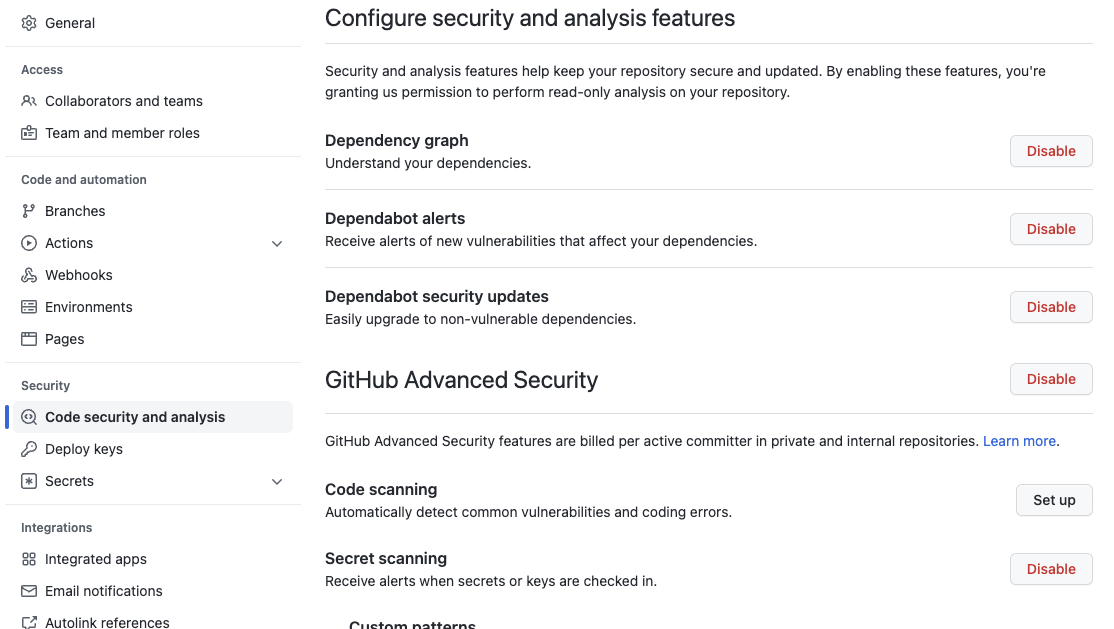 General
Access
Collaborators and teams
Team and member roles
Code and automation
Branches
Actions
Webhooks
Environments
Pages
Security
Code security and analysis
Deploy keys
Secrets
Integrations
Integrated apps
Email notifications
Autolink references
Configure security and analysis features
Security and analysis features help keep your repository secure and updated. By enabling these features, you're
granting us permission to perform read-only analysis on your repository.
Dependency graph
Understand your dependencies.
Disable
Dependabot alerts
Receive alerts of new vulnerabilities that affect your dependencies.
Disable
Dependabot security updates
Easily upgrade to non-vulnerable dependencies.
Disable
GitHub Advanced Security
Disable
GitHub Advanced Security features are billed per active committer in private and internal repositories. Learn more.
Code scanning
Automatically detect common vulnerabilities and coding errors.
Set up
Secret scanning
Receive alerts when secrets or keys are checked in.
Disable
Custom patterns